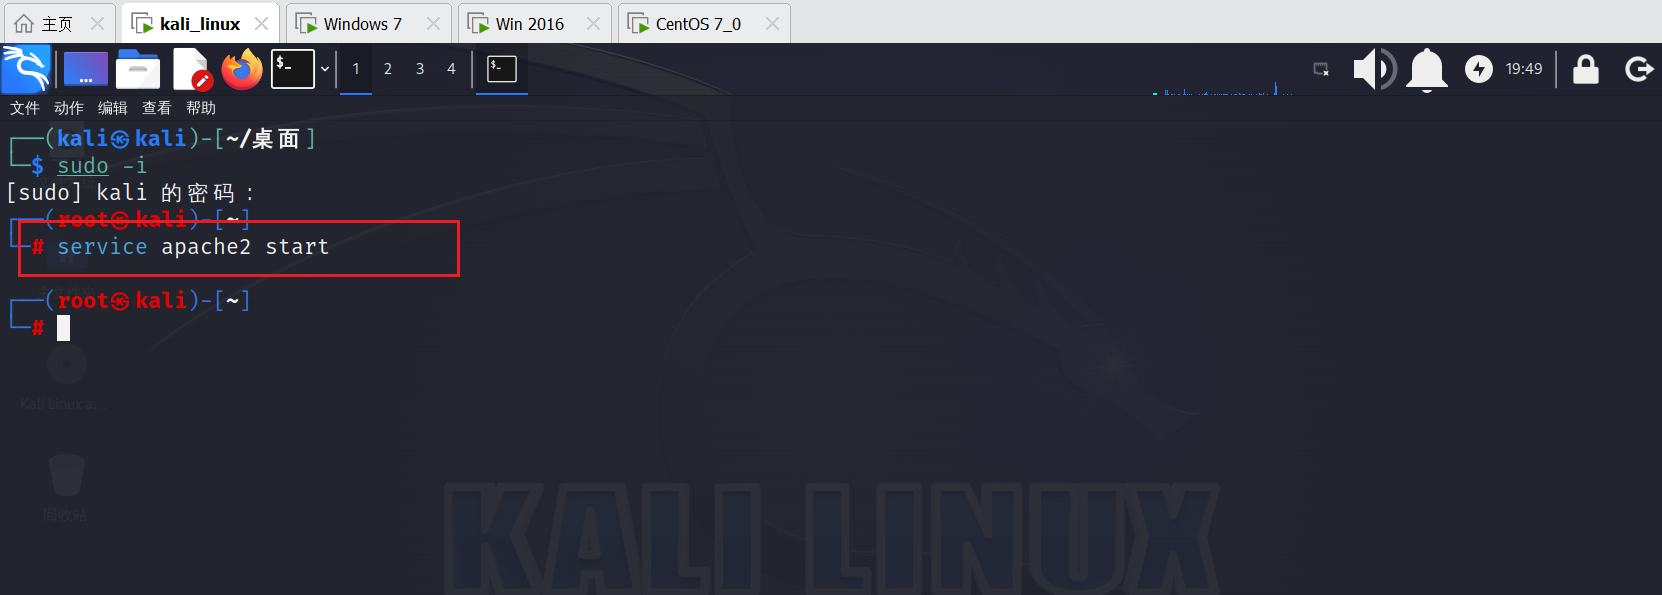 主页 kali_linux Windows 7 Win 2016 CentOS 7_0
... $_ 1 2 3 4 $_ 19:49
文件 动作 编辑 查看 帮助
┌──(kali㉿kali)-[~/桌面]
└─$ sudo -i
[sudo] kali 的密码：
┌──(root㉿kali)-[~]
└─# service apache2 start
┌──(root㉿kali)-[~]
└─#
Kali Linux a...
回收站
KALI LINUX